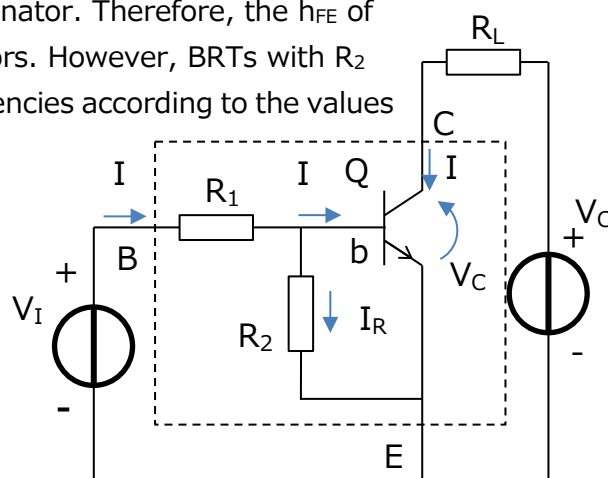 nator. Therefore, the hFE of
ors. However, BRTs with R2
encies according to the values
RL
C
I
I
I
Q
R1
B
b
VC
VC
+
-
+
VI
-
R2
IR
E